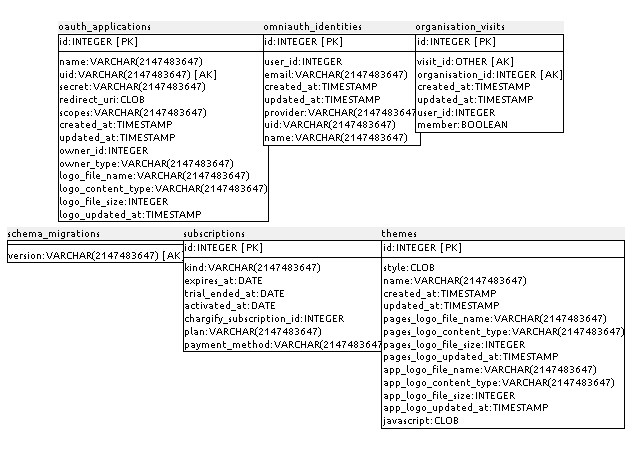 oauth_applications
id:INTEGER [PK]
name:VARCHAR(2147483647)
uid:VARCHAR(2147483647) [AK]
secret:VARCHAR(2147483647)
redirect_uri:CLOB
scopes:VARCHAR(2147483647)
created_at:TIMESTAMP
updated_at:TIMESTAMP
owner_id:INTEGER
owner_type:VARCHAR(2147483647)
logo_file_name:VARCHAR(2147483647)
logo_content_type:VARCHAR(2147483647)
logo_file_size:INTEGER
logo_updated_at:TIMESTAMP
omniauth_identities
id:INTEGER [PK]
user_id:INTEGER
email:VARCHAR(2147483647)
created_at:TIMESTAMP
updated_at:TIMESTAMP
provider:VARCHAR(2147483647)
uid:VARCHAR(2147483647)
name:VARCHAR(2147483647)
organisation_visits
id:INTEGER [PK]
visit_id:OTHER [AK]
organisation_id:INTEGER [AK]
created_at:TIMESTAMP
updated_at:TIMESTAMP
user_id:INTEGER
member:BOOLEAN
schema_migrations
version:VARCHAR(2147483647) [AK
subscriptions
id:INTEGER [PK]
kind:VARCHAR(2147483647)
expires_at:DATE
trial_ended_at:DATE
activated_at:DATE
chargify_subscription_id:INTEGER
plan:VARCHAR(2147483647)
payment_method:VARCHAR(2147483647)
themes
id:INTEGER [PK]
style:CLOB
name:VARCHAR(2147483647)
created_at:TIMESTAMP
updated_at:TIMESTAMP
pages_logo_file_name:VARCHAR(2147483647)
pages_logo_content_type:VARCHAR(2147483647)
pages_logo_file_size:INTEGER
pages_logo_updated_at:TIMESTAMP
app_logo_file_name:VARCHAR(2147483647)
app_logo_content_type:VARCHAR(2147483647)
app_logo_file_size:INTEGER
app_logo_updated_at:TIMESTAMP
javascript:CLOB